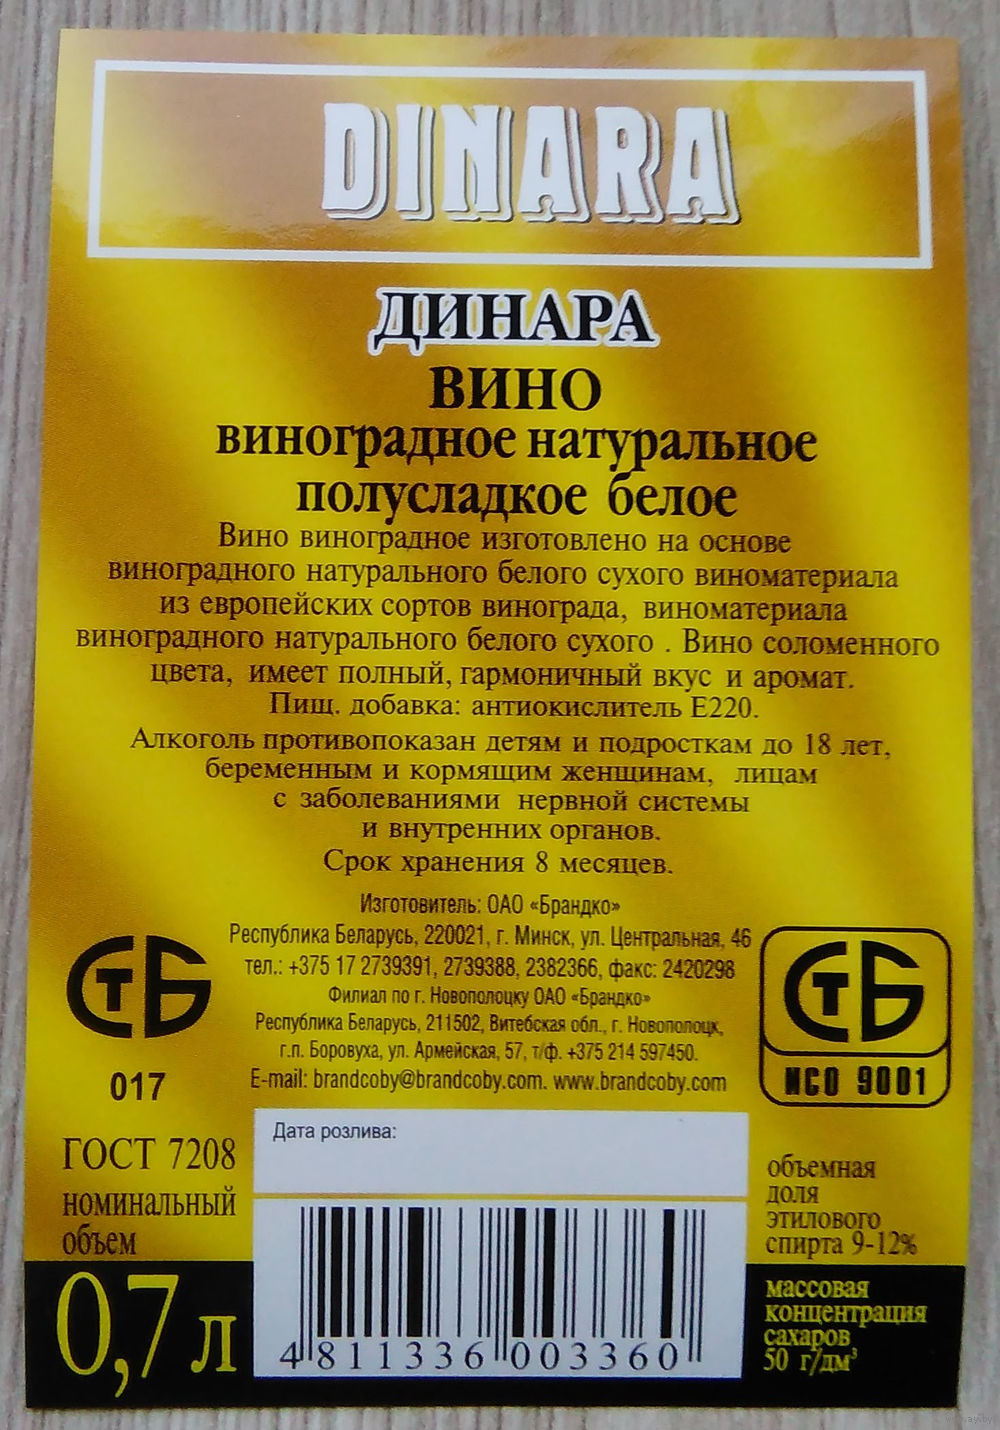 DINARA
ДИНАРА
ВИНО
виноградное натуральное
полусладкое белое
Вино виноградное изготовлено на основе
виноградного натурального белого сухого виноматериала
из европейских сортов винограда, виноматериала
виноградного натурального белого сухого . Вино соломенного
цвета, имеет полный, гармоничный вкус и аромат.
Пищ. добавка: антиокислитель Е220.
Алкоголь противопоказан детям и подросткам до 18 лет,
беременным и кормящим женщинам, лицам
с заболеваниями нервной системы
и внутренних органов.
Срок хранения 8 месяцев.
Изготовитель: ОАО «Брандко»
Республика Беларусь, 220021, г. Минск, ул. Центральная, 46
тел.: +375 17 2739391, 2739388, 2382366, факс: 2420298
Филиал по г. Новополоцку ОАО «Брандко»
Республика Беларусь, 211502, Витебская обл., г. Новополоцк,
г.п. Боровуха, ул. Армейская, 57, т/ф. +375 214 597450.
E-mail: brandcoby@brandcoby.com. www.brandcoby.com
СТБ
017
СТБ
ИСО 9001
ГОСТ 7208
номинальный
объем
0,7 л
Дата розлива:
4 811336 003360
объемная
доля
этилового
спирта 9-12%
массовая
концентрация
сахаров
50 г/дм³